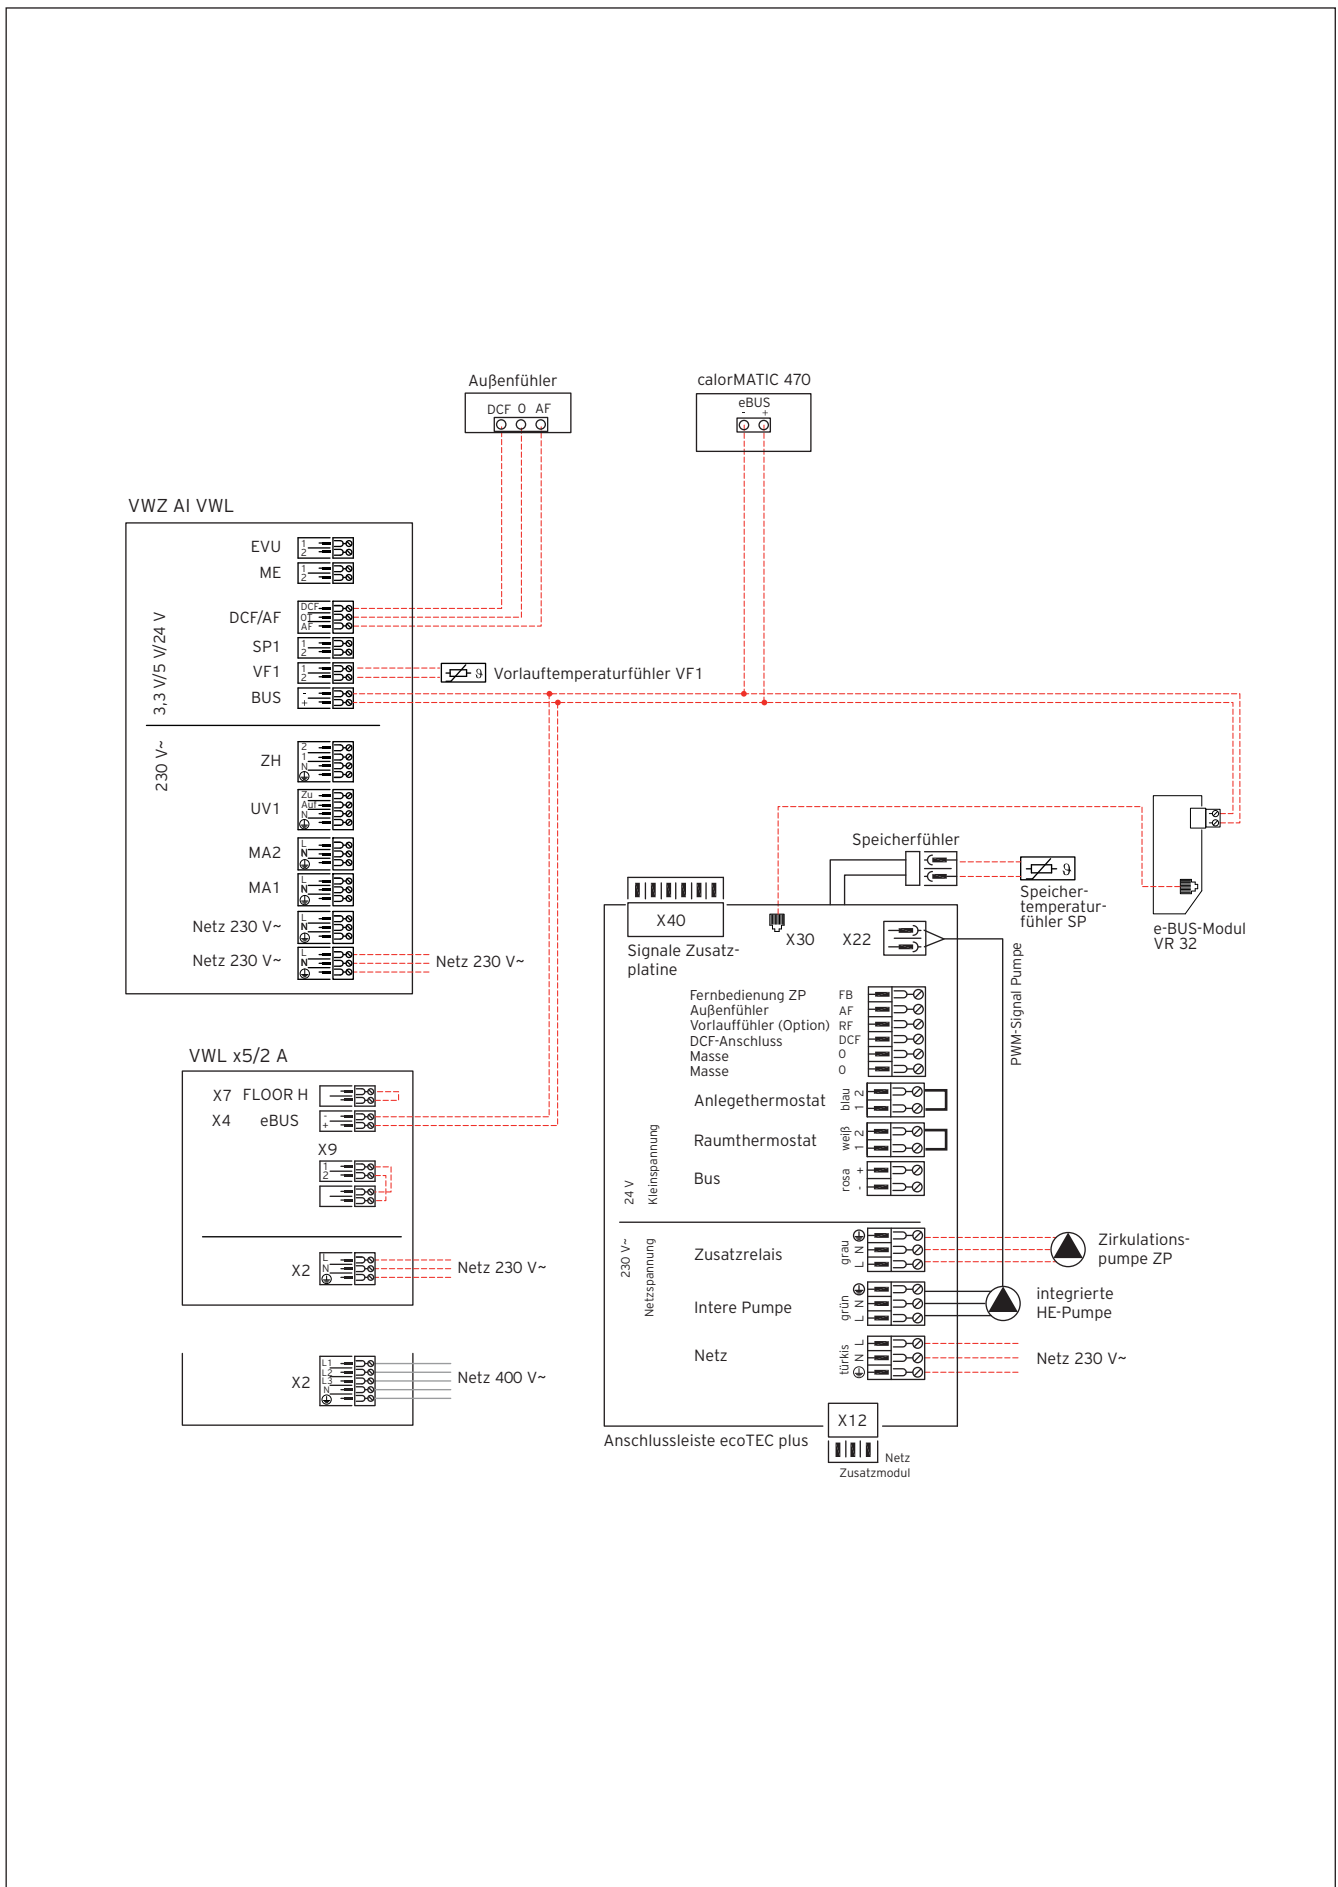 Außenfühler
DCF 0 AF
calorMATIC 470
eBUS
- +
VWZ AI VWL
3,3 V/5 V/24 V
EVU 1 2
ME 1 2
DCF/AF DCF 0 AF
SP1 1 2
VF1 1 2
Vorlauftemperaturfühler VF1
BUS - +
230 V~
ZH 2 1 N
UV1 Zu Auf N
MA2 L N
MA1 L N
Netz 230 V~ L N
Netz 230 V~ L N
Netz 230 V~
VWL x5/2 A
X7 FLOOR H
X4 eBUS - +
X9
1
2
X2 L N
Netz 230 V~
X2 L1 L2 L3 N
Netz 400 V~
Speicherfühler
ϑ
Speicher-
temperatur-
fühler SP
e-BUS-Modul
VR 32
X40
Signale Zusatz-
platine
X30
X22
PWM-Signal Pumpe
Fernbedienung ZP FB
Außenfühler AF
Vorlauffühler (Option) RF
DCF-Anschluss DCF
Masse 0
Masse 0
Anlegethermostat blau 2 1
Raumthermostat weiß 2 1
Bus rosa + -
24 V
Kleinspannung
230 V~
Netzspannung
Zusatzrelais grau N L
Zirkulations-
pumpe ZP
Intere Pumpe grün N L
integrierte
HE-Pumpe
Netz türkis L N
Netz 230 V~
X12
Anschlussleiste ecoTEC plus
Netz
Zusatzmodul